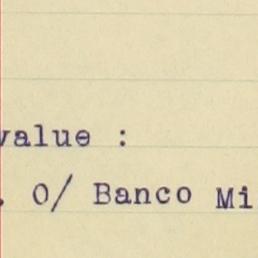 value :
. O/ Banco Mi